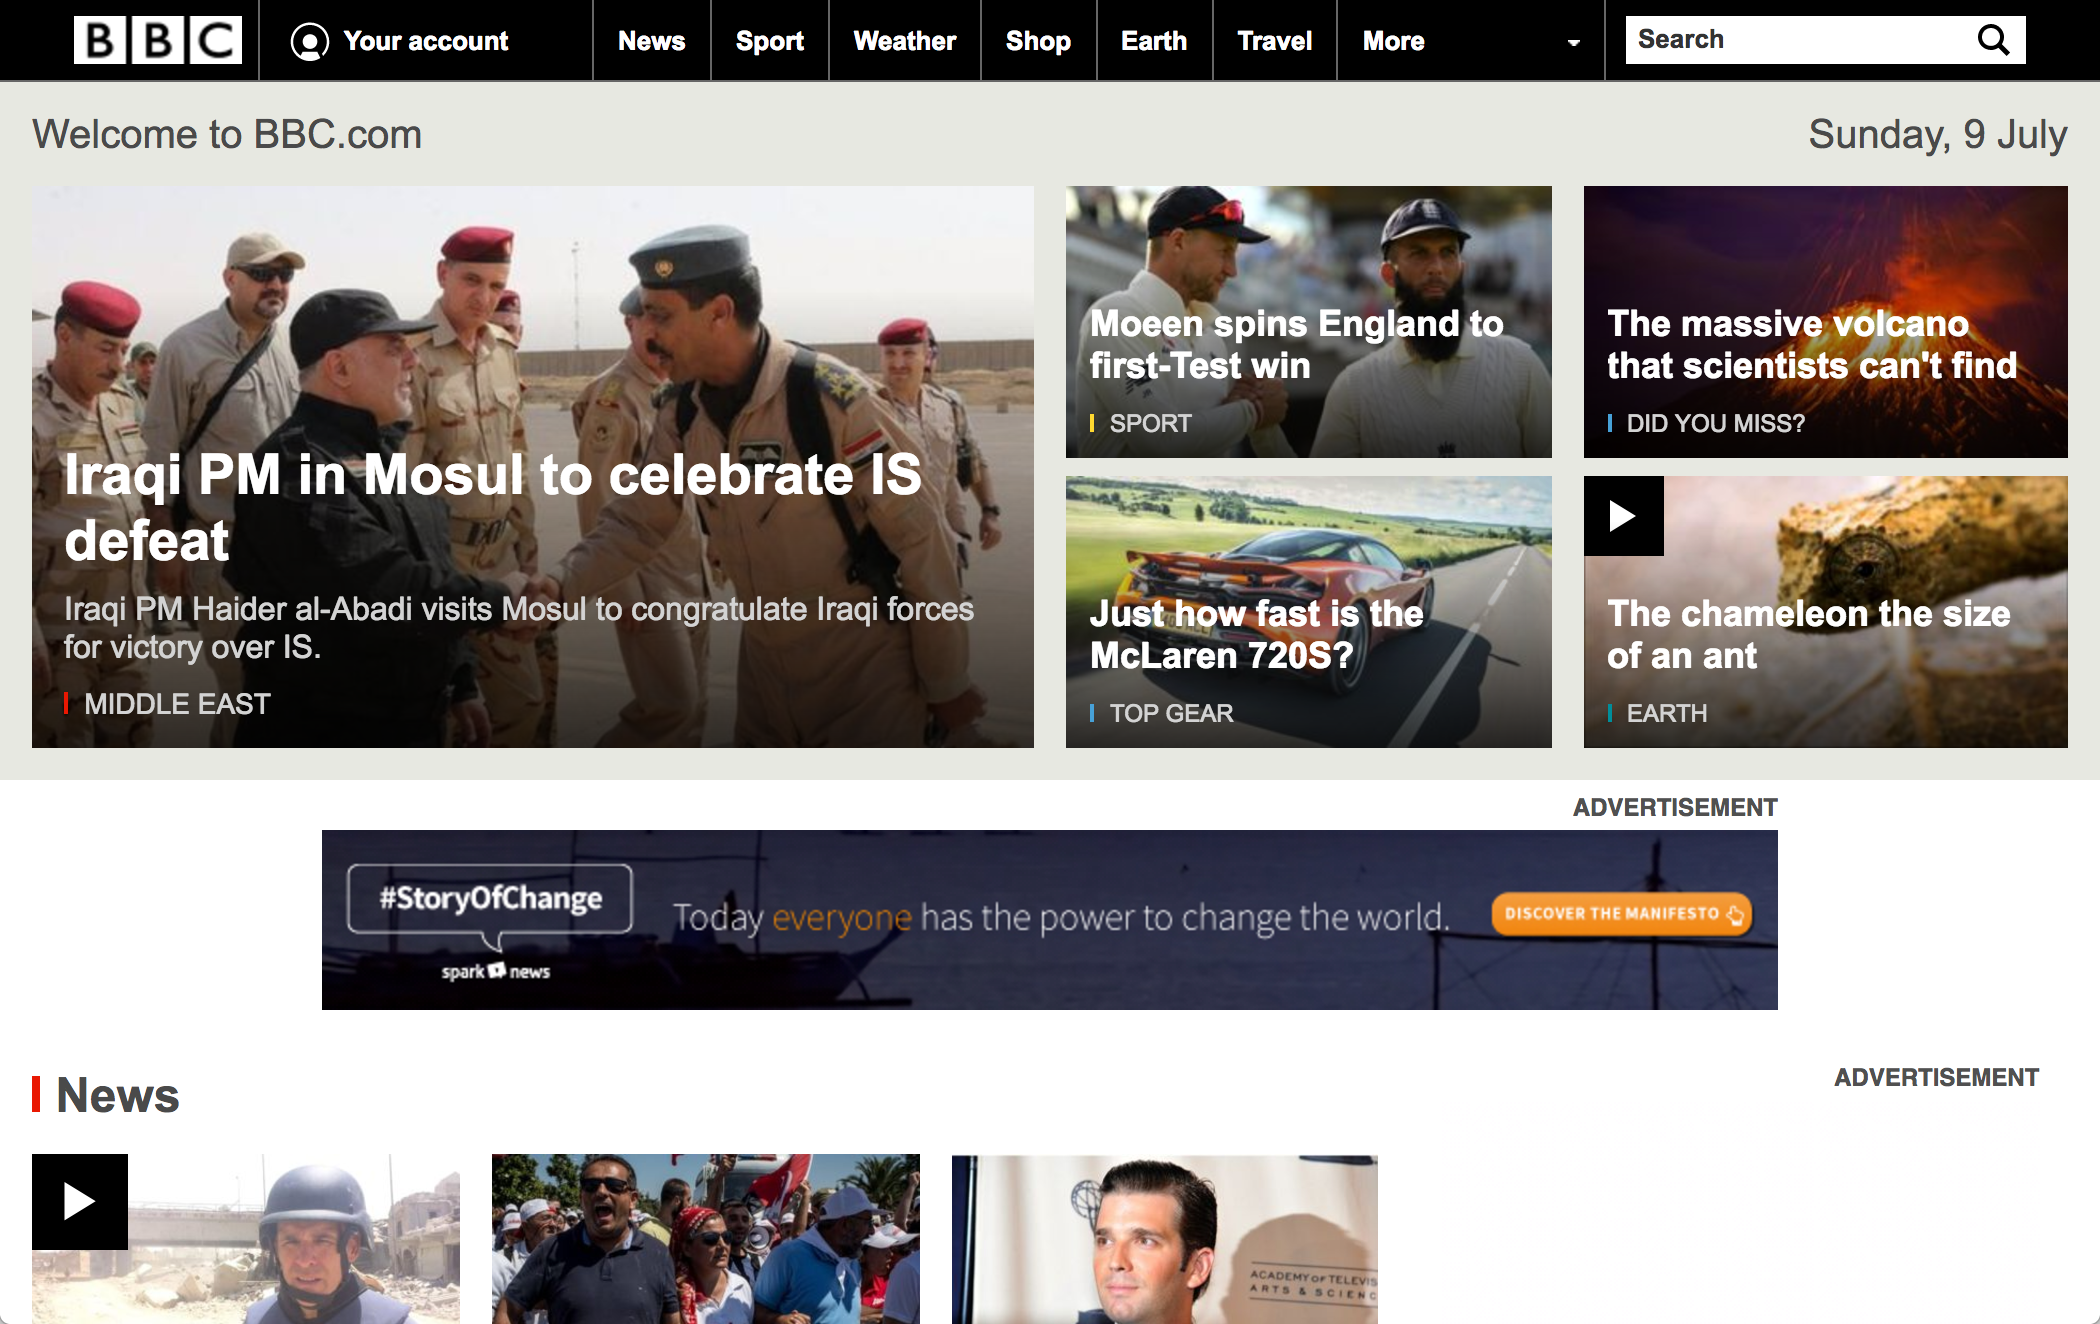 BBC
Your account
News
Sport
Weather
Shop
Earth
Travel
More
Search
Welcome to BBC.com
Sunday, 9 July
Iraqi PM in Mosul to celebrate IS
defeat
Iraqi PM Haider al-Abadi visits Mosul to congratulate Iraqi forces
for victory over IS.
MIDDLE EAST
Moeen spins England to
first-Test win
SPORT
The massive volcano
that scientists can't find
DID YOU MISS?
Just how fast is the
McLaren 720S?
TOP GEAR
The chameleon the size
of an ant
EARTH
ADVERTISEMENT
#StoryOfChange
spark news
Today everyone has the power to change the world.
DISCOVER THE MANIFESTO
News
ADVERTISEMENT
ACADEMY OF TELEVIS
ARTS & SCIENC